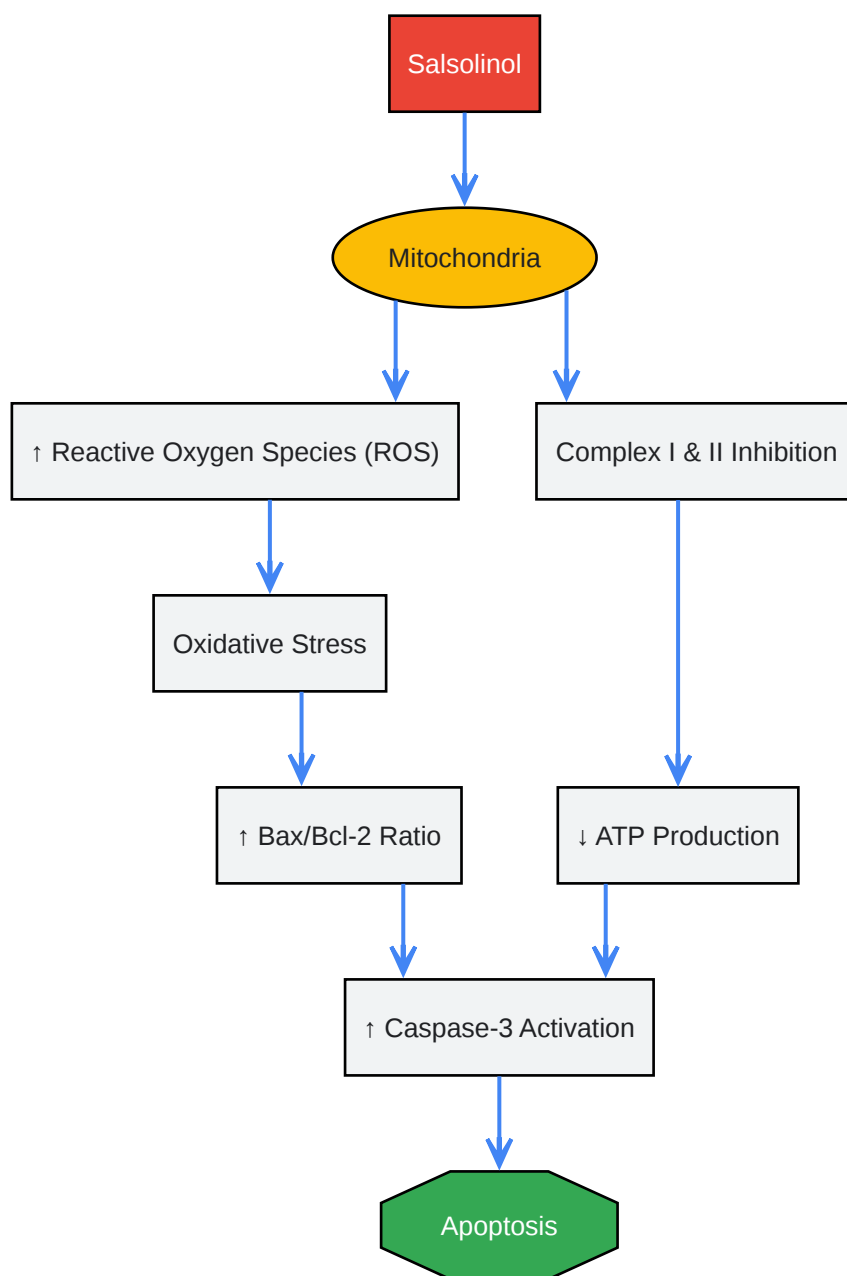 Salsolinol
Mitochondria
↑ Reactive Oxygen Species (ROS)
Complex I & II Inhibition
Oxidative Stress
↑ Bax/Bcl-2 Ratio
↓ ATP Production
↑ Caspase-3 Activation
Apoptosis